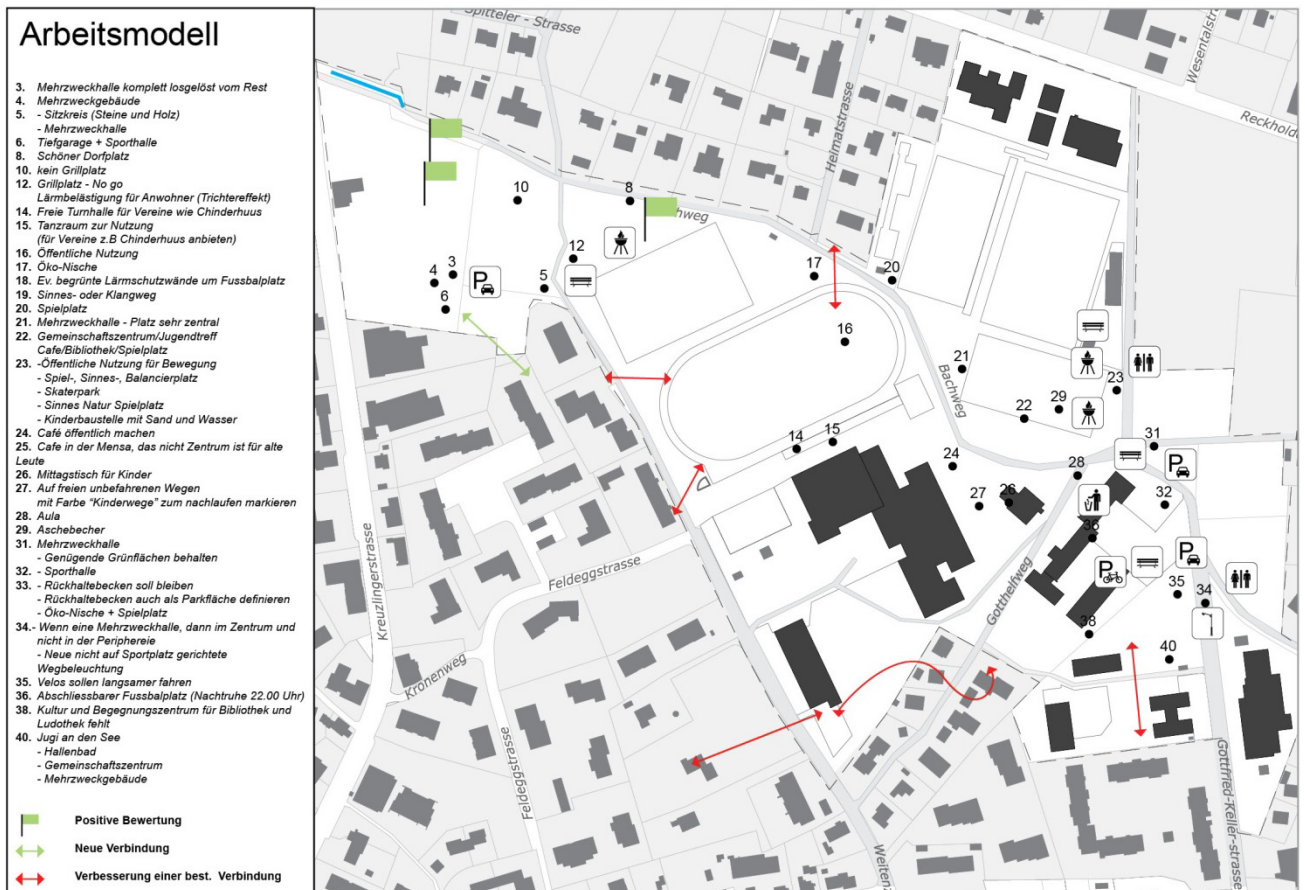 Arbeitsmodell
3. Mehrzweckhalle komplett losgelöst vom Rest
4. Mehrzweckgebäude
5. - Sitzkreis (Steine und Holz)
- Mehrzweckhalle
6. Tiefgarage + Sporthalle
8. Schöner Dorfplatz
10. kein Grillplatz
12. Grillplatz - No go
Lärmbelästigung für Anwohner (Trichtereffekt)
14. Freie Turnhalle für Vereine wie Chinderhuus
15. Tanzraum zur Nutzung
(für Vereine z.B Chinderhuus anbieten)
16. Öffentliche Nutzung
17. Öko-Nische
18. Ev. begrünte Lärmschutzwände um Fussbalplatz
19. Sinnes- oder Klangweg
20. Spielplatz
21. Mehrzweckhalle - Platz sehr zentral
22. Gemeinschaftszentrum/Jugendtreff
Cafe/Bibliothek/Spielplatz
23. -Öffentliche Nutzung für Bewegung
- Spiel-, Sinnes-, Balancierplatz
- Skaterpark
- Sinnes Natur Spielplatz
- Kinderbaustelle mit Sand und Wasser
24. Café öffentlich machen
25. Cafe in der Mensa, das nicht Zentrum ist für alte
Leute
26. Mittagstisch für Kinder
27. Auf freien unbefahrenen Wegen
mit Farbe "Kinderwege" zum nachlaufen markieren
28. Aula
29. Aschebecher
31. Mehrzweckhalle
- Genügende Grünflächen behalten
32. - Sporthalle
33. - Rückhaltebecken soll bleiben
- Rückhaltebecken auch als Parkfläche definieren
- Öko-Nische + Spielplatz
34.- Wenn eine Mehrzweckhalle, dann im Zentrum und
nicht in der Periphereie
- Neue nicht auf Sportplatz gerichtete
Wegbeleuchtung
35. Velos sollen langsamer fahren
36. Abschliessbarer Fussbalplatz (Nachtruhe 22.00 Uhr)
38. Kultur und Begegnungszentrum für Bibliothek und
Ludothek fehlt
40. Jugi an den See
- Hallenbad
- Gemeinschaftszentrum
- Mehrzweckgebäude
Positive Bewertung
Neue Verbindung
Verbesserung einer best. Verbindung
Spitteler - Strasse
Heimatstrasse
Wesentalstr
Reckholde
10
8
chweg
12
3
4
P
5
6
17
20
16
21
Bachweg
23
29
22
31
14
15
24
28
P
27
26
32
36
P
P
35
34
38
40
Kreuzlingerstrasse
Feldeggstrasse
Kronenweg
Feldeggstrasse
Gotthelfweg
Gottfried-Keller-strasse
Weitenz